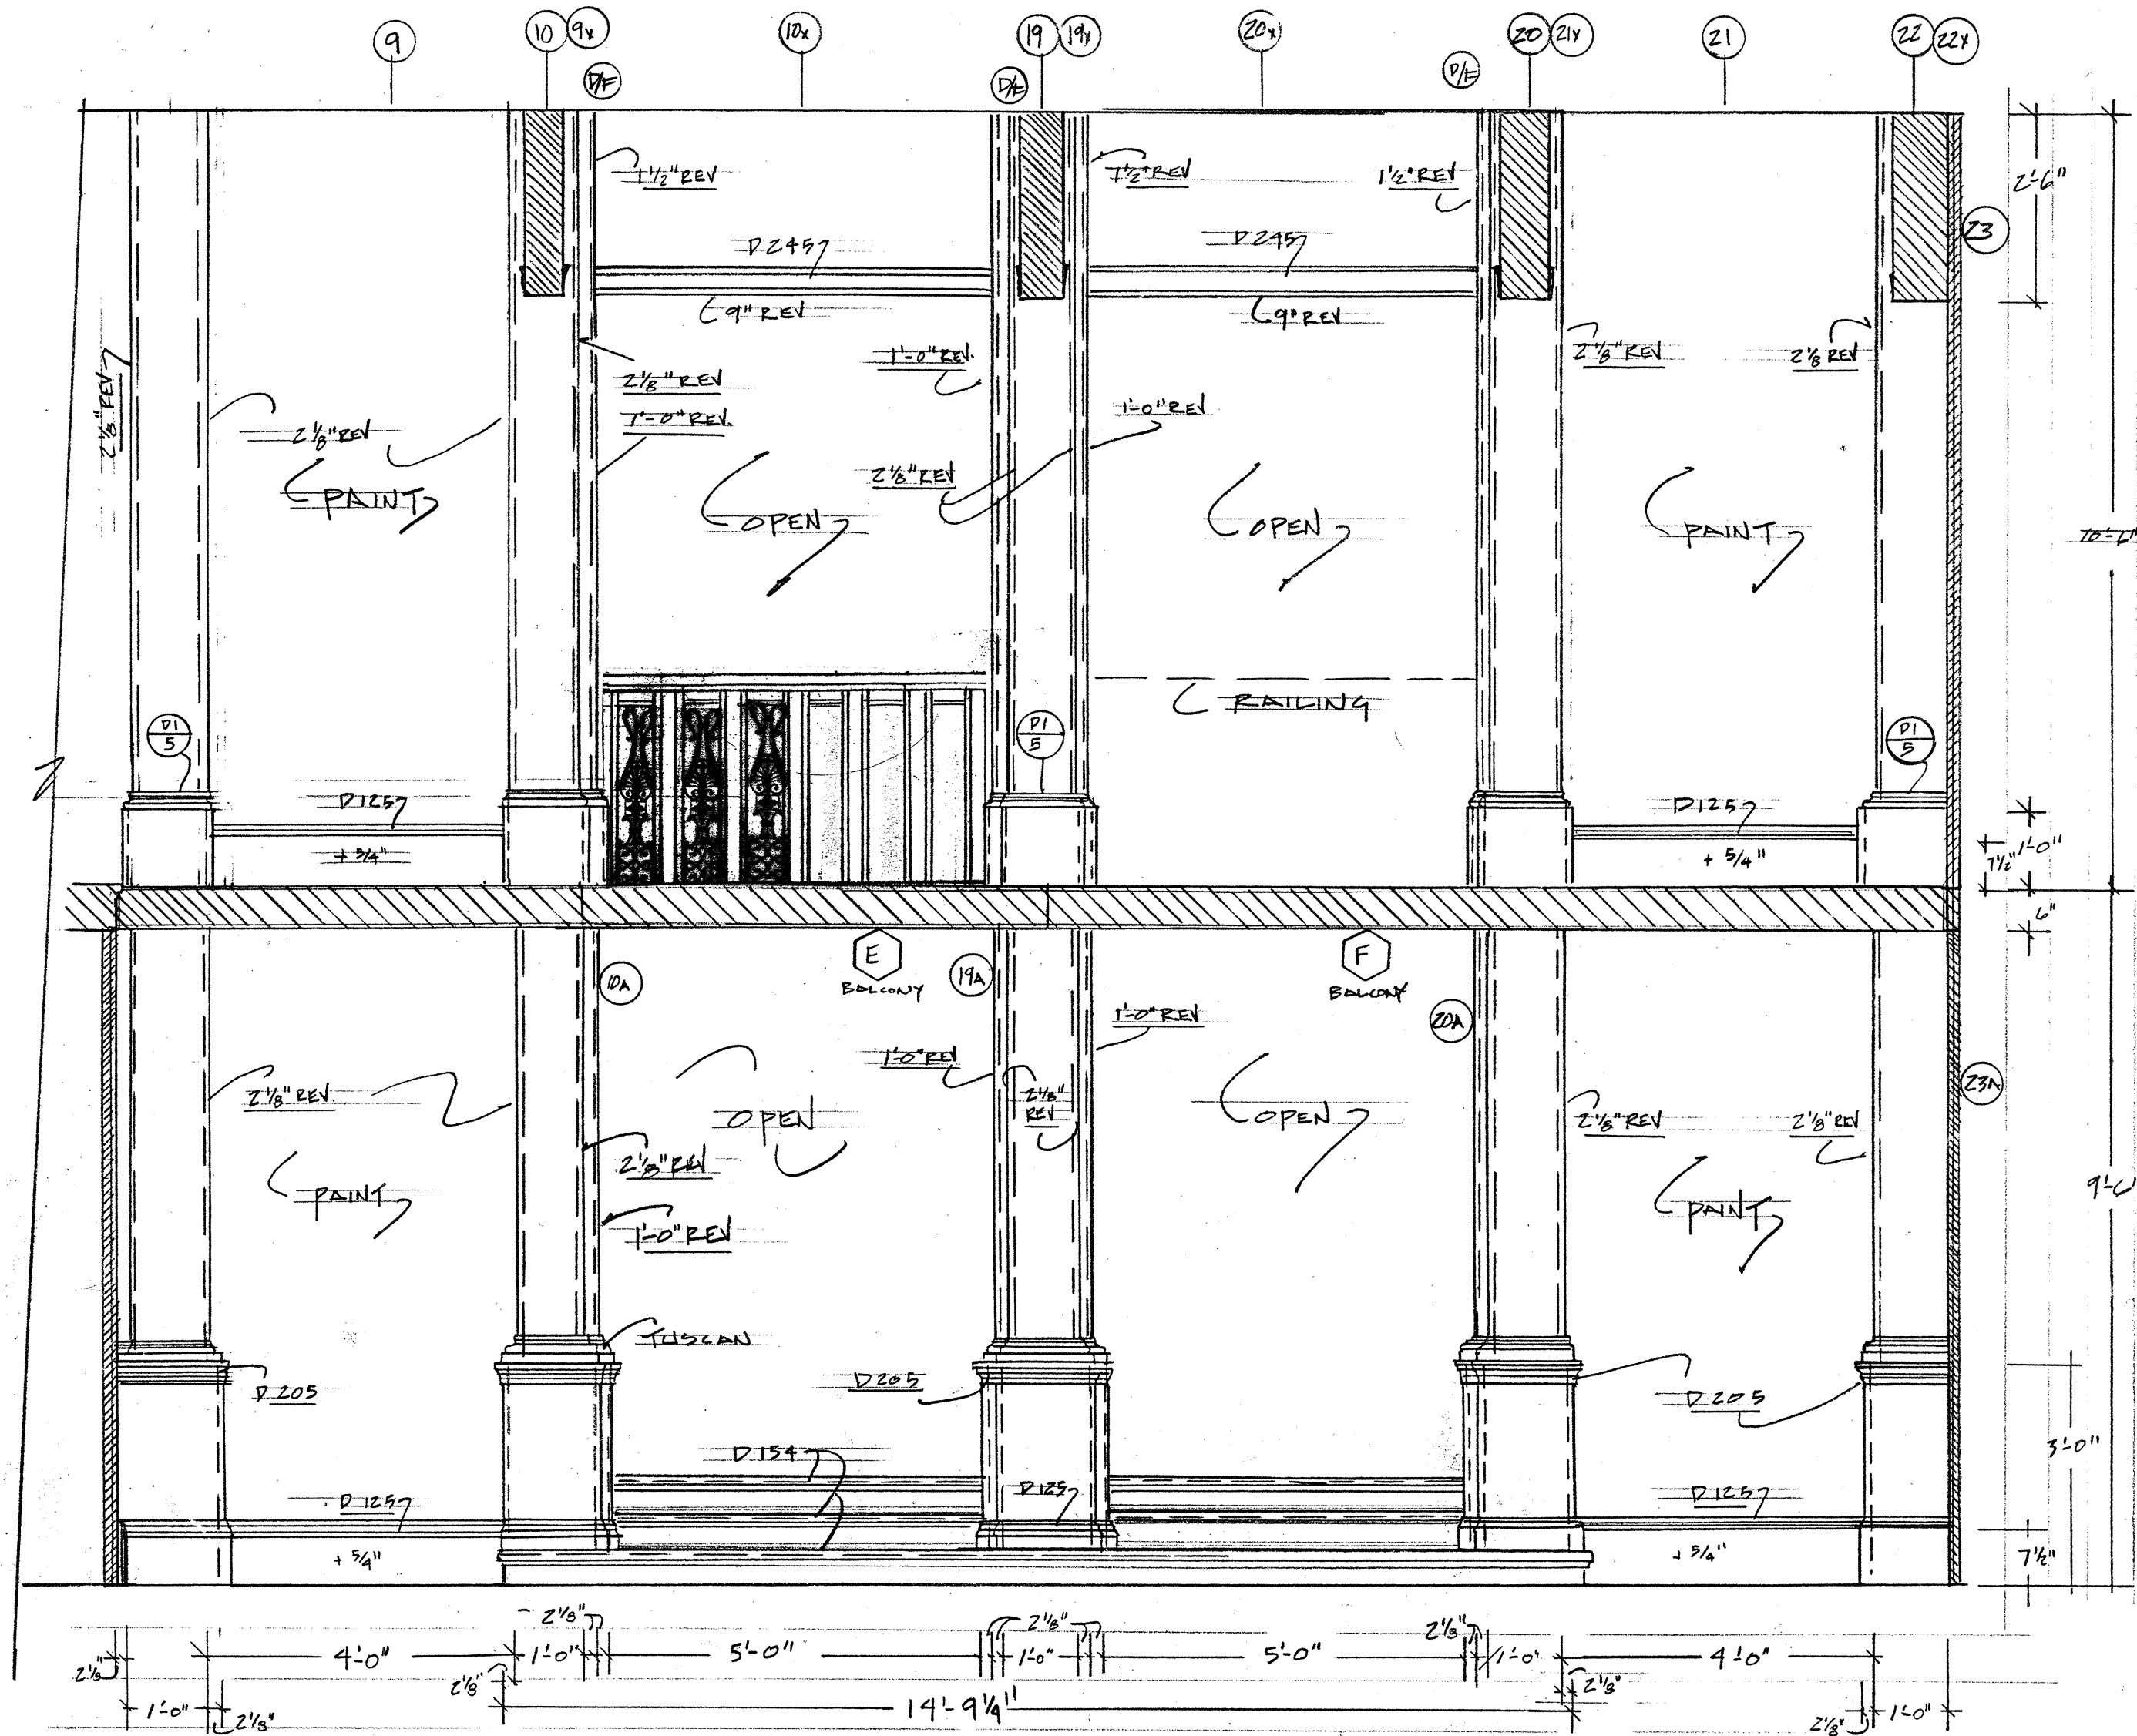 9
10
9x
10x
19
19x
20x
20
21x
21
22
22x
D/F
D/E
D/E
1½" REV
1½" REV
1½" REV
2'-6"
23
D245
D245
9" REV
9" REV
2⅛" REV
1'-0" REV.
2⅛" REV
2⅛" REV
2⅛" REV
1'-0" REV.
1'-0" REV
2⅛" REV
2⅛" REV
PAINT
OPEN
OPEN
PAINT
10'-6"
RAILING
D1
5
D1
5
D1
5
D125
D125
+ 5/4"
+ 5/4"
7½"
1'-0"
6"
E
BALCONY
F
BALCONY
10A
19A
20A
23A
1'-0" REV
1'-0" REV
2⅛" REV.
2⅛"
REV
2⅛" REV
2⅛" REV
OPEN
OPEN
2⅛" REV
PAINT
PAINT
9'-6"
1'-0" REV
TUSCAN
D205
D205
D205
D154
3'-0"
D125
D125
D125
+ 5/4"
+ 5/4"
7½"
2⅛"
2⅛"
2⅛"
2⅛"
4'-0"
1'-0"
5'-0"
1'-0"
5'-0"
1'-0"
4'-0"
2⅛"
2⅛"
1'-0"
2⅛"
14'-9¼"
2⅛"
1'-0"